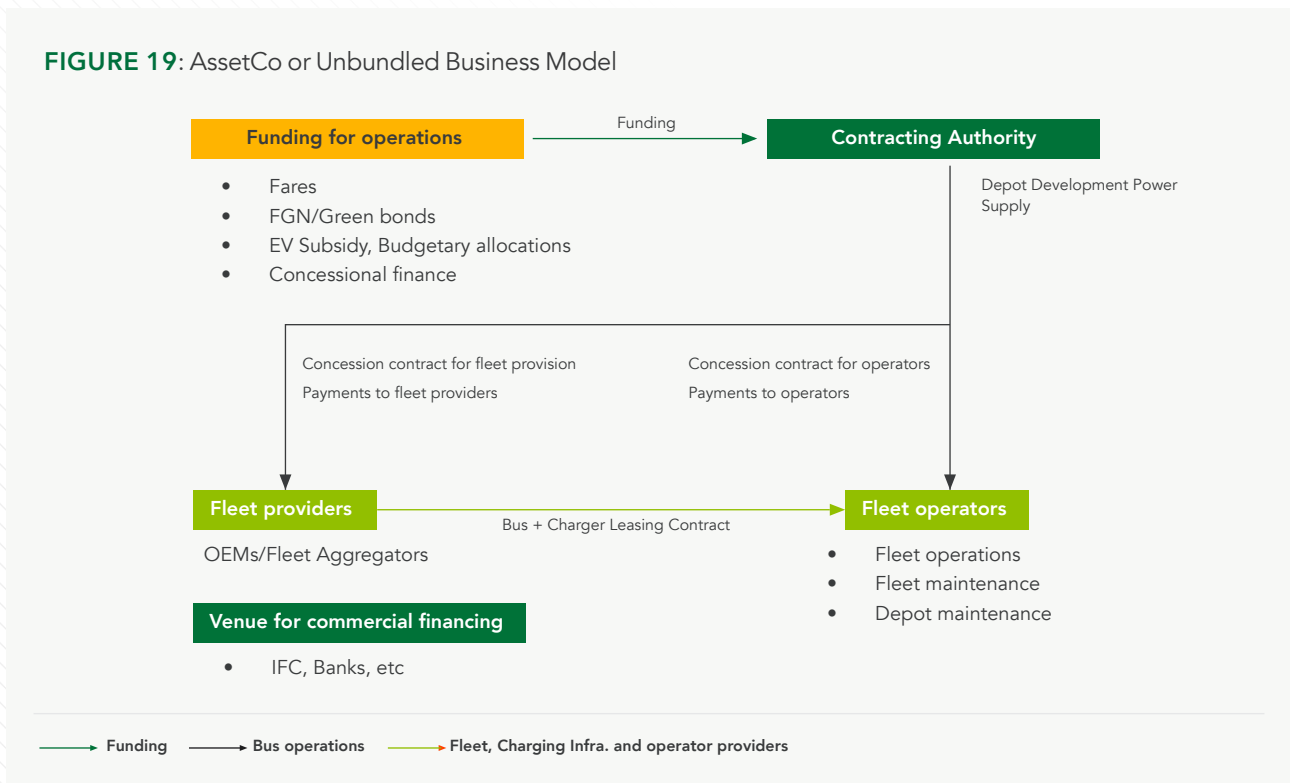 FIGURE 19: AssetCo or Unbundled Business Model
Funding for operations
Funding
Contracting Authority
• Fares
• FGN/Green bonds
• EV Subsidy, Budgetary allocations
• Concessional finance
Depot Development Power
Supply
Concession contract for fleet provision
Payments to fleet providers
Concession contract for operators
Payments to operators
Fleet providers
Bus + Charger Leasing Contract
Fleet operators
OEMs/Fleet Aggregators
• Fleet operations
• Fleet maintenance
• Depot maintenance
Venue for commercial financing
• IFC, Banks, etc
Funding
Bus operations
Fleet, Charging Infra. and operator providers